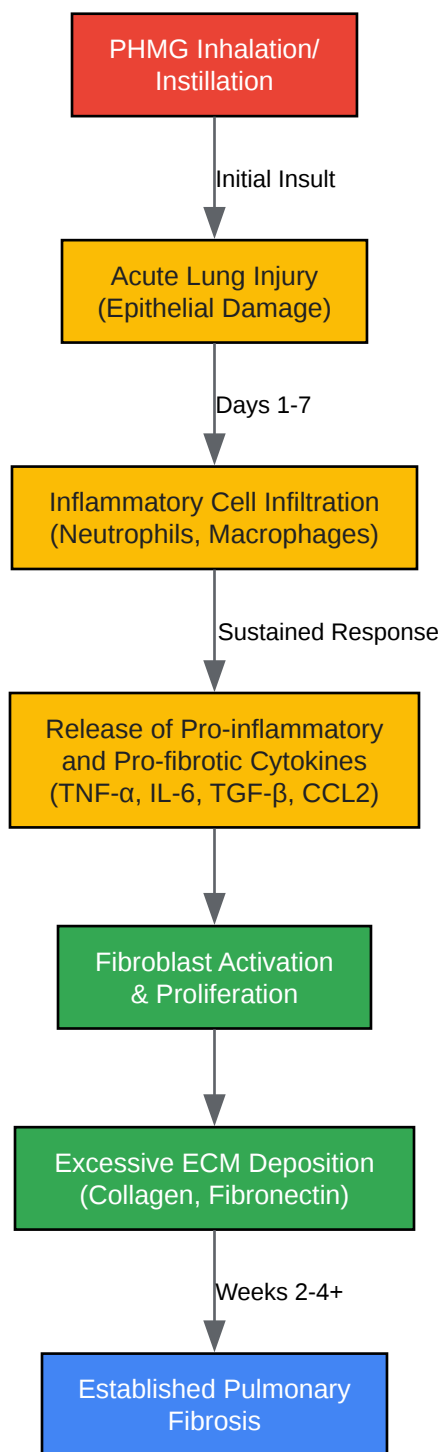 PHMG Inhalation/
Instillation
Initial Insult
Acute Lung Injury
(Epithelial Damage)
Days 1-7
Inflammatory Cell Infiltration
(Neutrophils, Macrophages)
Sustained Response
Release of Pro-inflammatory
and Pro-fibrotic Cytokines
(TNF-α, IL-6, TGF-β, CCL2)
Fibroblast Activation
& Proliferation
Excessive ECM Deposition
(Collagen, Fibronectin)
Weeks 2-4+
Established Pulmonary
Fibrosis